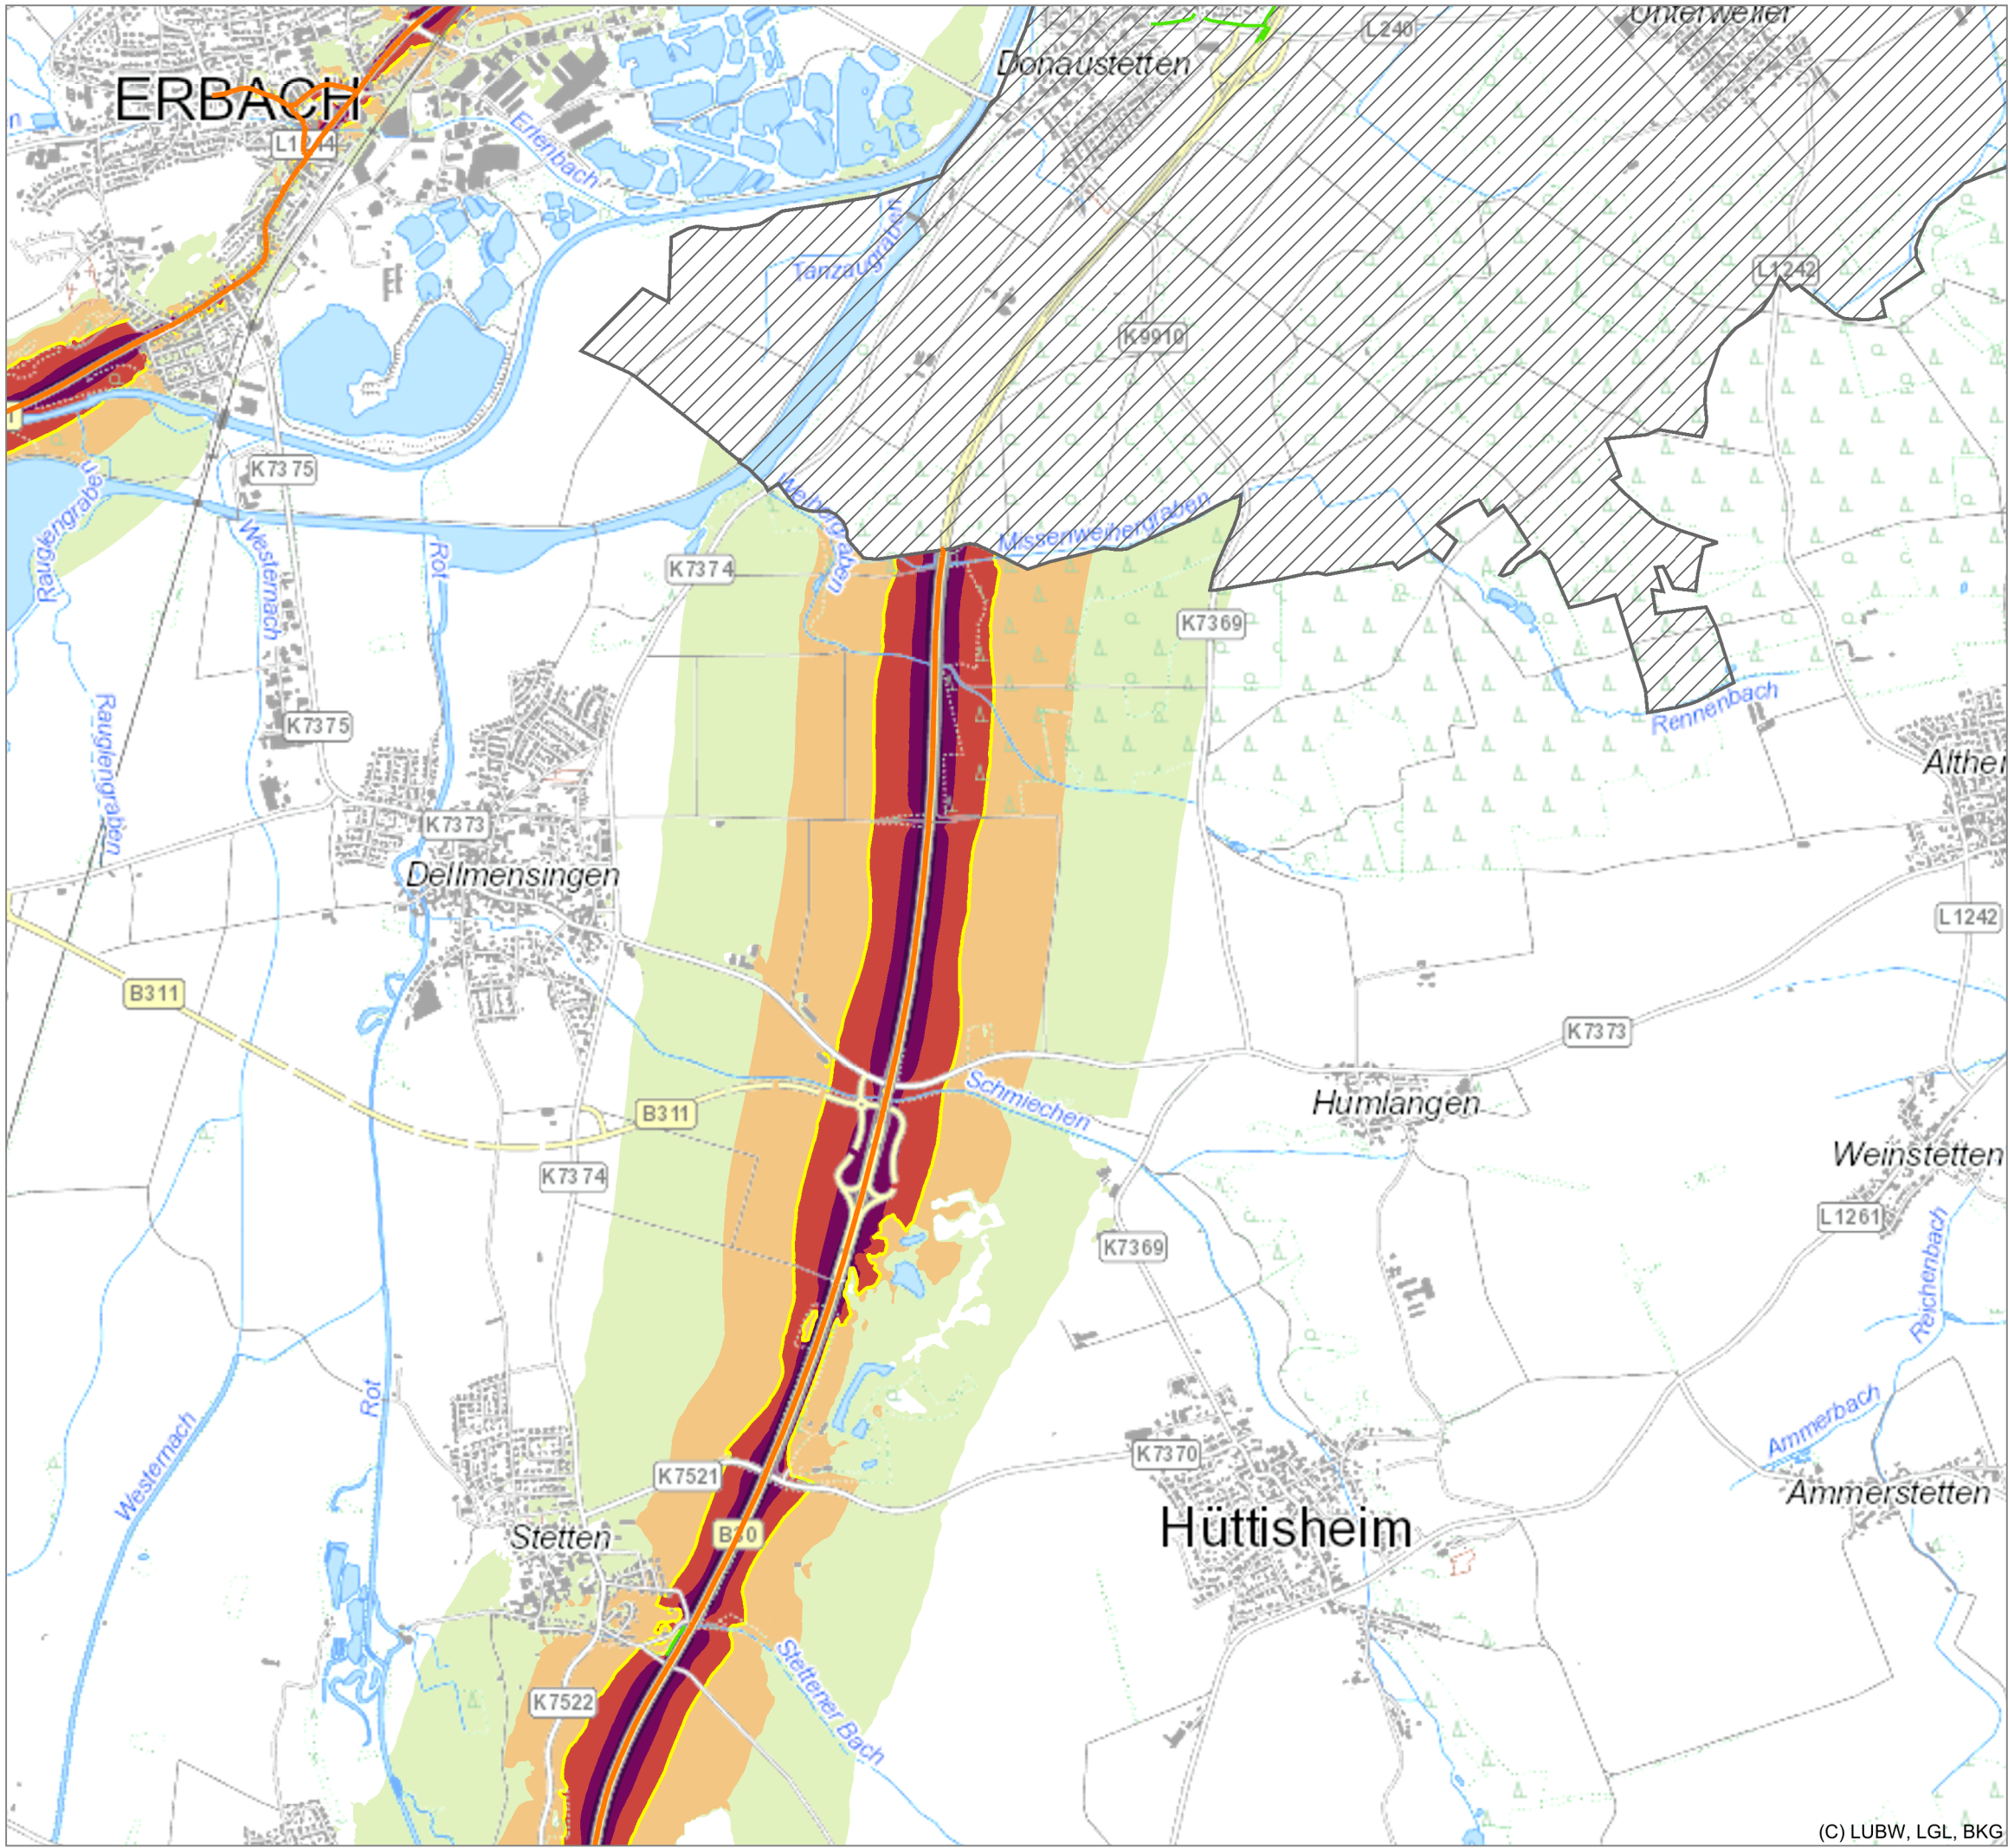 Unterweiler
L240
Donaustetten
ERBACH
Erlenbach
L1244
Tanzaugraben
L1242
K9910
K7375
Rauglengraben
Westernach
Rot
Weihergraben
Missenweihergraben
K7374
K7369
Rennenbach
Rauglengraben
K7375
Althei
K7373
Dellmensingen
L1242
B311
K7373
Schmiechen
Humlangen
B311
Weinstetten
K7374
L1261
K7369
Reichenbach
Rot
Westernach
Ammerbach
K7370
K7521
Ammerstetten
Hüttisheim
B30
Stetten
Stettener Bach
K7522
(C) LUBW, LGL, BKG